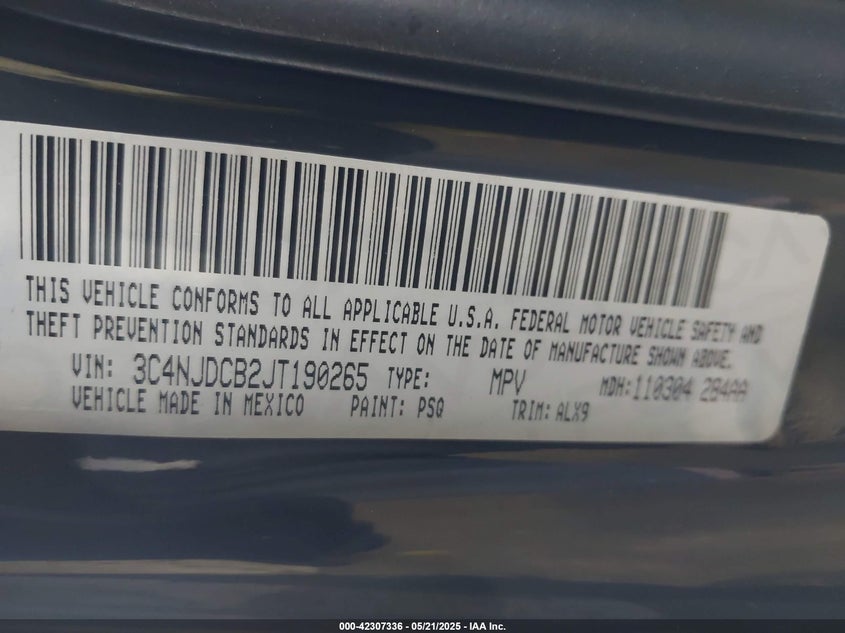 THIS VEHICLE CONFORMS TO ALL APPLICABLE U.S.A. FEDERAL MOTOR VEHICLE SAFETY AND
THEFT PREVENTION STANDARDS IN EFFECT ON THE DATE OF MANUFACTURE SHOWN ABOVE.
VIN: 3C4NJDCB2JT190265 TYPE: MPV MDH:110304 284AA
VEHICLE MADE IN MEXICO PAINT: PSQ TRIM: ALX9
000-42307336 - 05/21/2025 - IAA Inc.